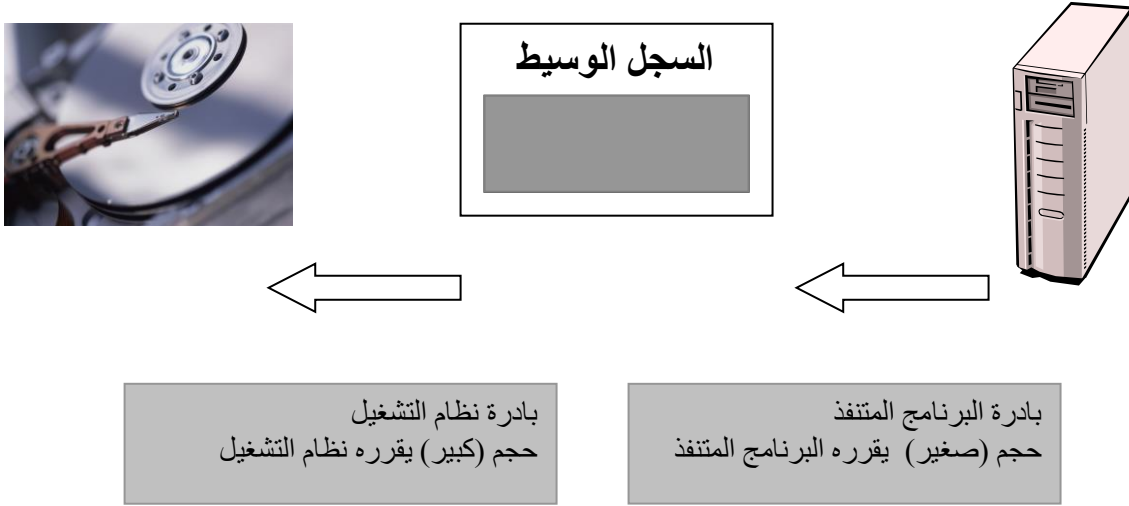 السجل الوسيط
بادرة البرنامج المتنفذ
حجم (صغير) يقرره البرنامج المتنفذ
بادرة نظام التشغيل
حجم (كبير) يقرره نظام التشغيل